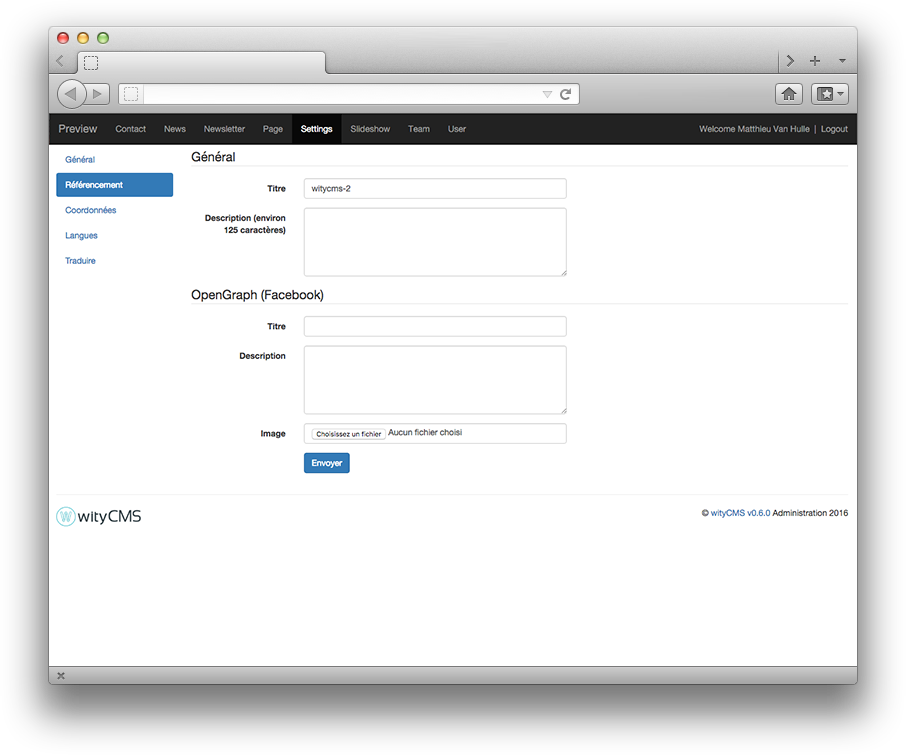 Preview Contact News Newsletter Page Settings Slideshow Team User Welcome Matthieu Van Hulle | Logout
Général
Référencement
Coordonnées
Langues
Traduire
Général
Titre witycms-2
Description (environ
125 caractères)
OpenGraph (Facebook)
Titre
Description
Image Choisissez un fichier Aucun fichier choisi
Envoyer
W wityCMS © wityCMS v0.6.0 Administration 2016